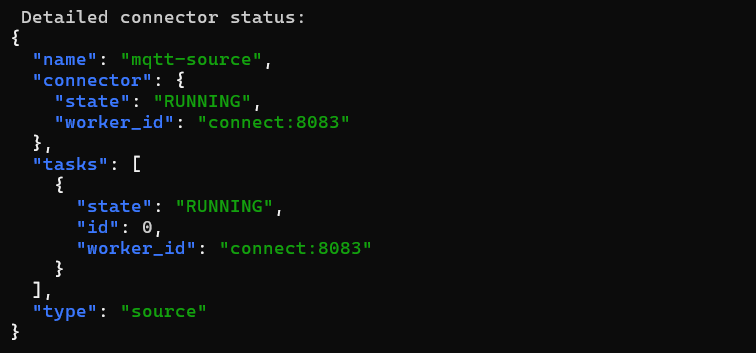 Detailed connector status:
{
  "name": "mqtt-source",
  "connector": {
    "state": "RUNNING",
    "worker_id": "connect:8083"
  },
  "tasks": [
    {
      "state": "RUNNING",
      "id": 0,
      "worker_id": "connect:8083"
    }
  ],
  "type": "source"
}